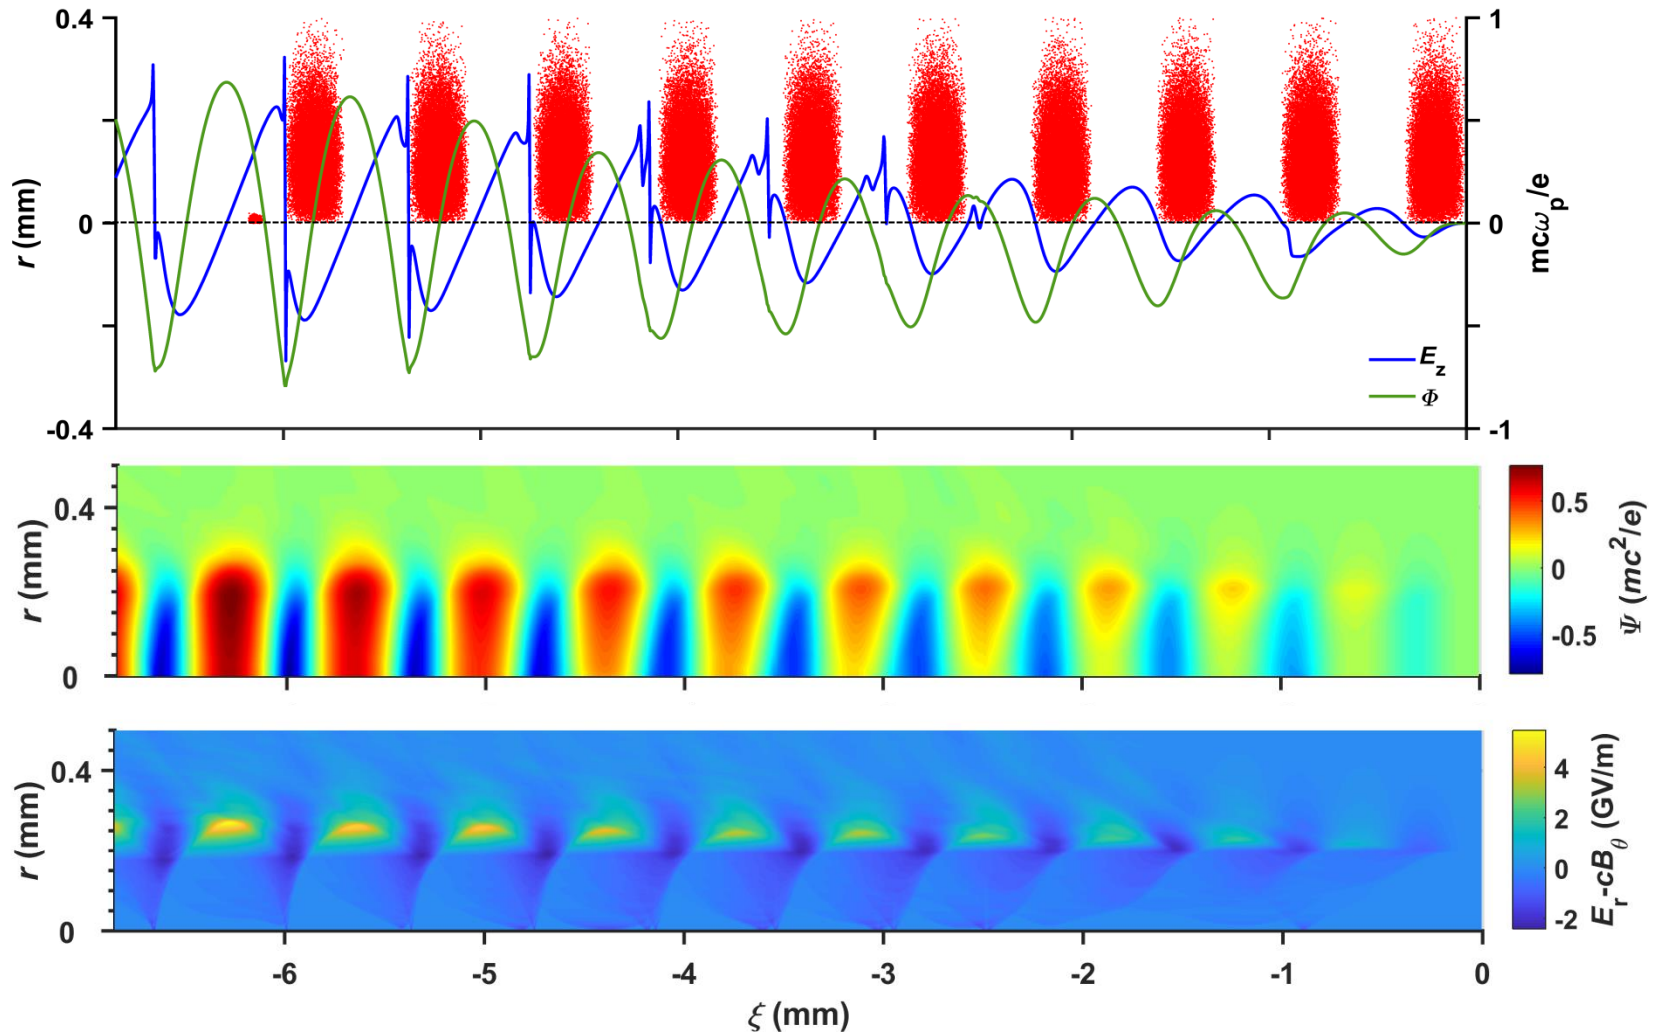 0.4
0
-0.4
r (mm)
1
0
-1
mcω_p/e
E_z
Φ
0.4
0
r (mm)
0.5
0
-0.5
Ψ (mc²/e)
0.4
0
r (mm)
4
2
0
-2
E_r-cB_θ (GV/m)
-6 -5 -4 -3 -2 -1 0
ξ (mm)